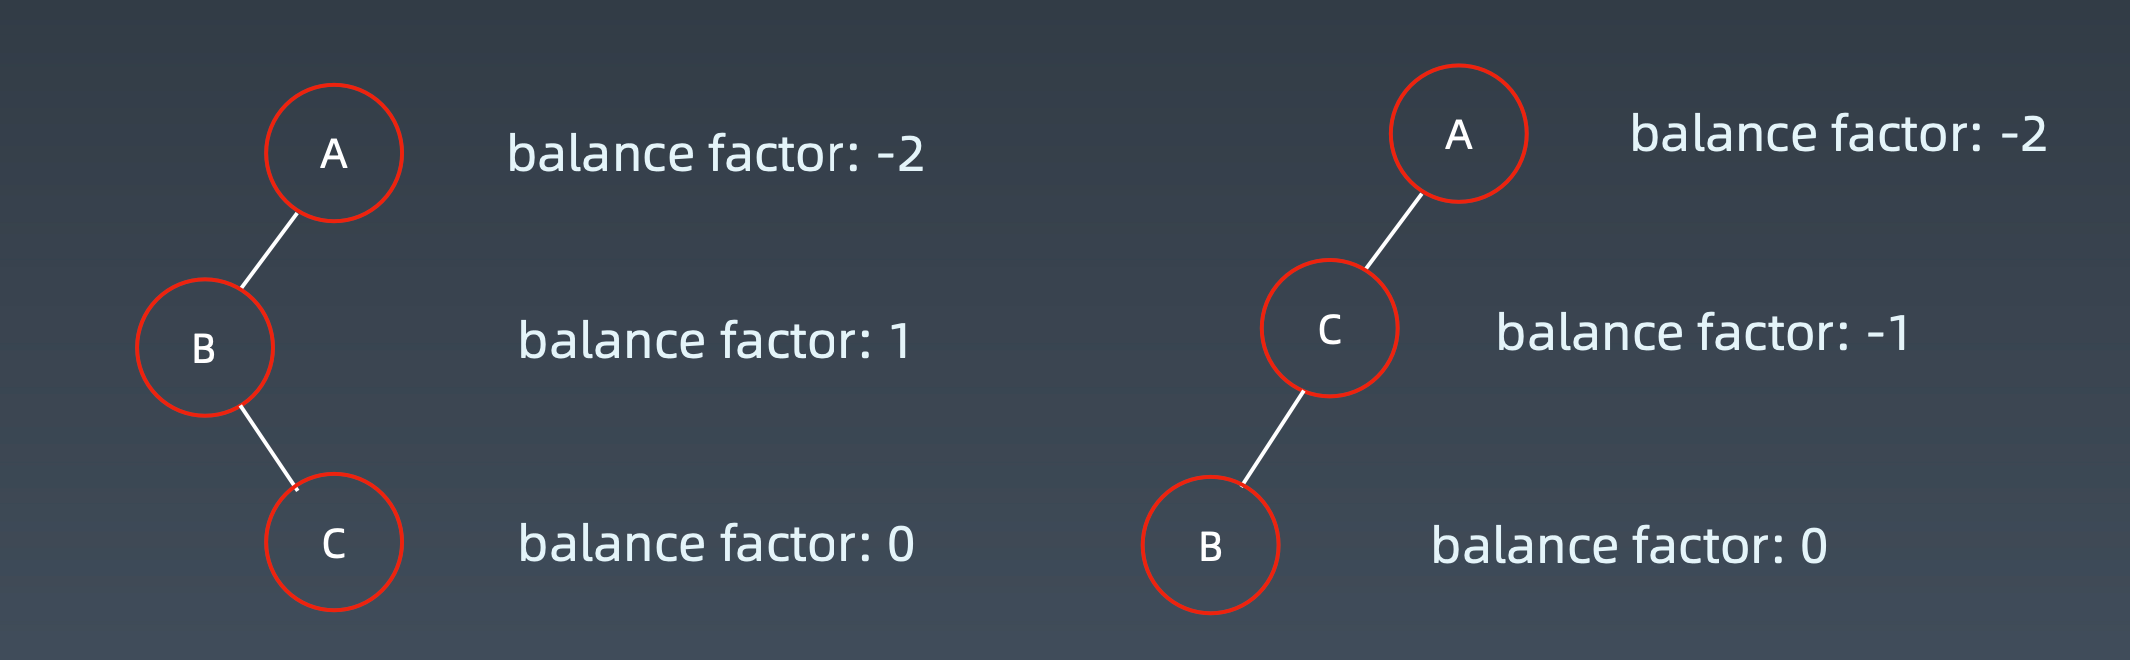 A
balance factor: -2
B
balance factor: 1
C
balance factor: 0
A
balance factor: -2
C
balance factor: -1
B
balance factor: 0